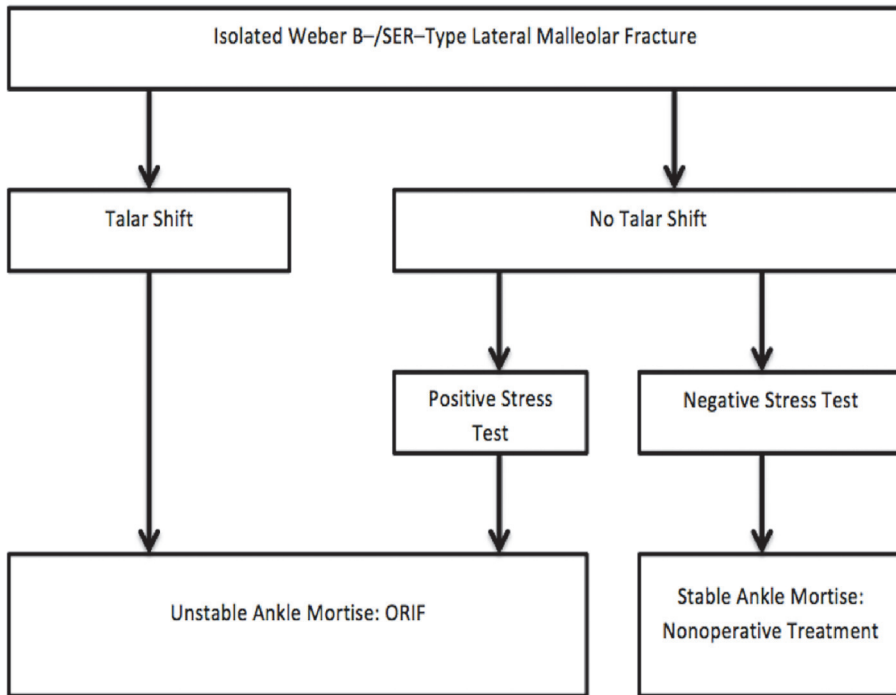 Isolated Weber B–/SER–Type Lateral Malleolar Fracture
Talar Shift
No Talar Shift
Positive Stress
Test
Negative Stress Test
Unstable Ankle Mortise: ORIF
Stable Ankle Mortise:
Nonoperative Treatment